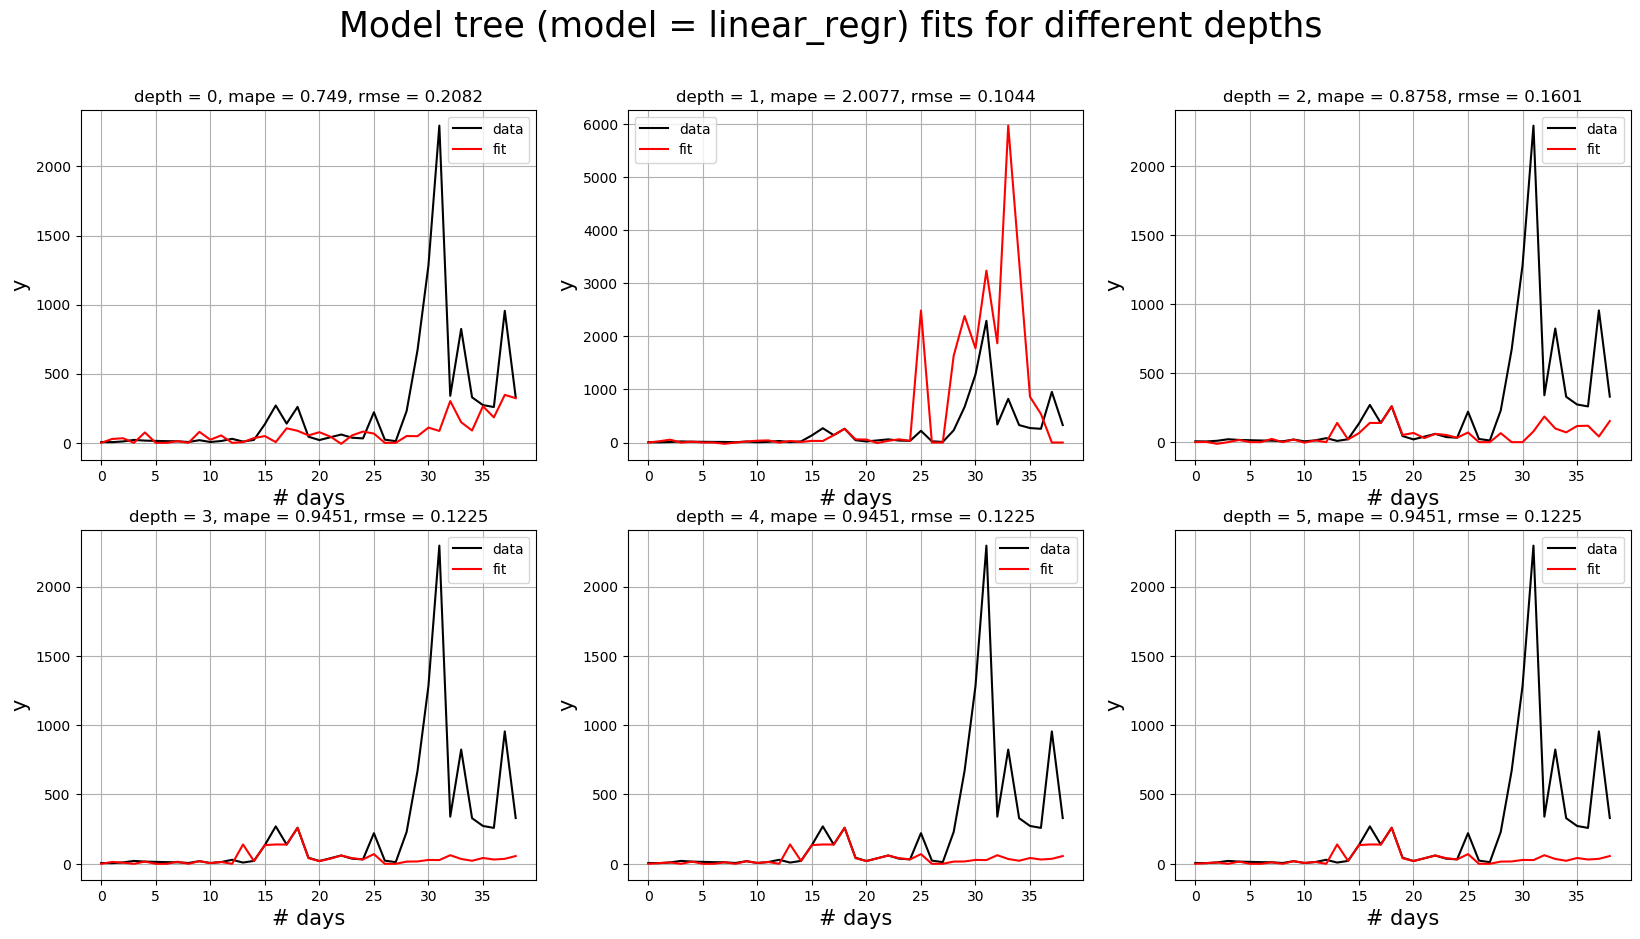 Model tree (model = linear_regr) fits for different depths
depth = 0, mape = 0.749, rmse = 0.2082
data
fit
2000
1500
1000
500
0
y
0 5 10 15 20 25 30 35
# days
depth = 1, mape = 2.0077, rmse = 0.1044
data
fit
6000
5000
4000
3000
2000
1000
0
y
0 5 10 15 20 25 30 35
# days
depth = 2, mape = 0.8758, rmse = 0.1601
data
fit
2000
1500
1000
500
0
y
0 5 10 15 20 25 30 35
# days
depth = 3, mape = 0.9451, rmse = 0.1225
data
fit
2000
1500
1000
500
0
y
0 5 10 15 20 25 30 35
# days
depth = 4, mape = 0.9451, rmse = 0.1225
data
fit
2000
1500
1000
500
0
y
0 5 10 15 20 25 30 35
# days
depth = 5, mape = 0.9451, rmse = 0.1225
data
fit
2000
1500
1000
500
0
y
0 5 10 15 20 25 30 35
# days